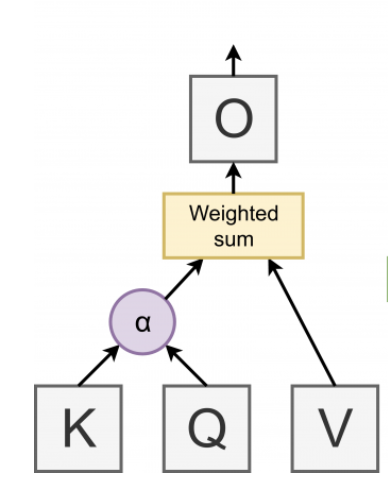 O
Weighted
sum
α
K Q V